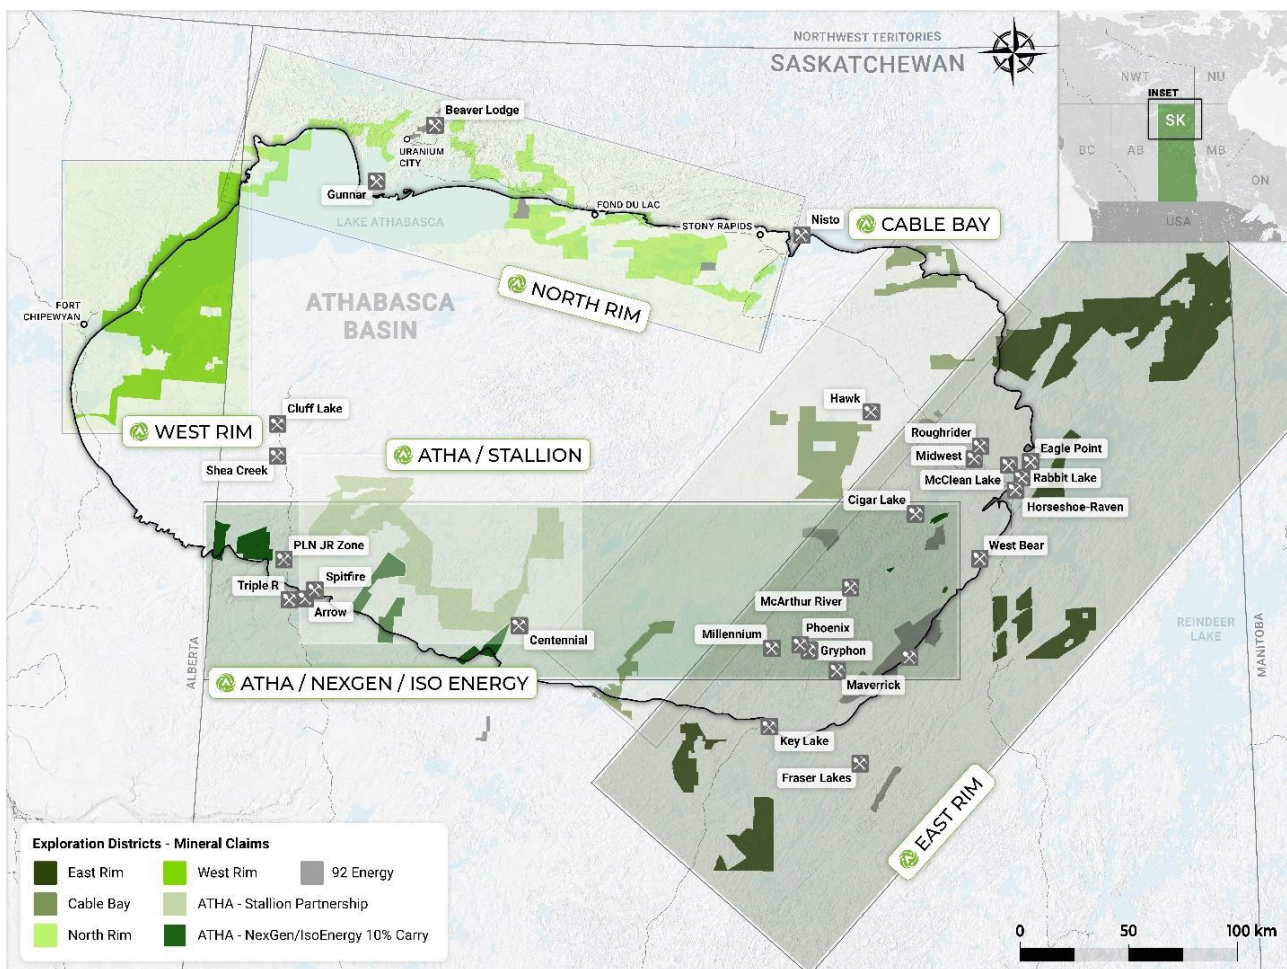 NORTHWEST TERITORIES
SASKATCHEWAN
NWT
NU
INSET
SK
BC
AB
MB
ON
USA
Beaver Lodge
URANIUM
CITY
Gunnar
LAKE ATHABASCA
FOND DU LAC
STONY RAPIDS
Nisto
CABLE BAY
NORTH RIM
ATHABASCA
BASIN
FORT
CHIPEWYAN
WEST RIM
Cluff Lake
Shea Creek
ATHA / STALLION
Hawk
Roughrider
Midwest
Eagle Point
McClean Lake
Rabbit Lake
Horseshoe-Raven
Cigar Lake
West Bear
PLN JR Zone
Spitfire
Triple R
Arrow
Centennial
McArthur River
Phoenix
Millennium
Gryphon
Maverrick
REINDEER
LAKE
ALBERTA
MANITOBA
ATHA / NEXGEN / ISO ENERGY
Key Lake
Fraser Lakes
EAST RIM
Exploration Districts - Mineral Claims
East Rim
West Rim
92 Energy
Cable Bay
ATHA - Stallion Partnership
North Rim
ATHA - NexGen/IsoEnergy 10% Carry
0 50 100 km